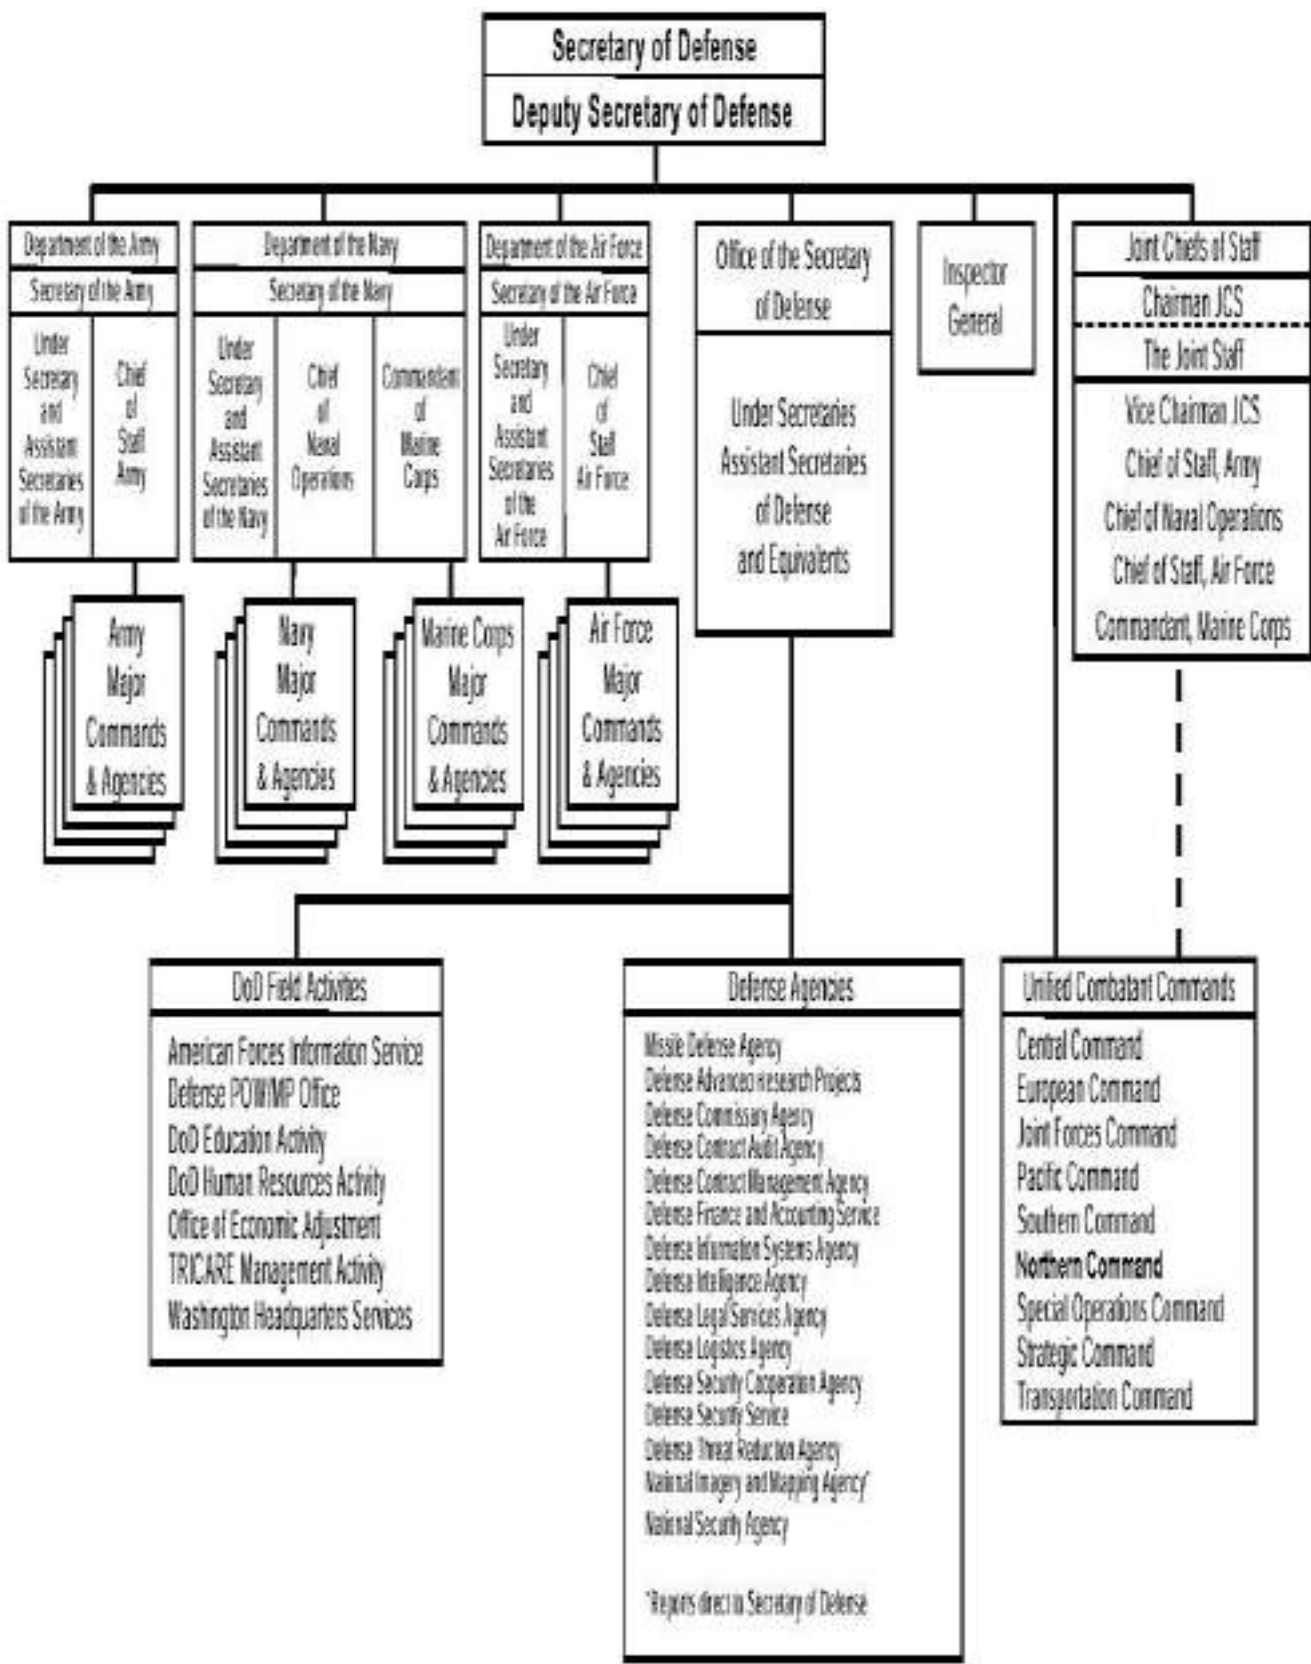 Secretary of Defense
Deputy Secretary of Defense
Department of the Army
Secretary of the Army
Under
Secretary
and
Assistant
Secretaries
of the Army
Chief
of
Staff
Army
Department of the Navy
Secretary of the Navy
Under
Secretary
and
Assistant
Secretaries
of the Navy
Chief
of
Naval
Operations
Commandant
of
Marine
Corps
Department of the Air Force
Secretary of the Air Force
Under
Secretary
and
Assistant
Secretaries
of the
Air Force
Chief
of
Staff
Air Force
Office of the Secretary
of Defense
Under Secretaries
Assistant Secretaries
of Defense
and Equivalents
Inspector
General
Joint Chiefs of Staff
Chairman JCS
The Joint Staff
Vice Chairman JCS
Chief of Staff, Army
Chief of Naval Operations
Chief of Staff, Air Force
Commandant, Marine Corps
Army
Major
Commands
& Agencies
Navy
Major
Commands
& Agencies
Marine Corps
Major
Commands
& Agencies
Air Force
Major
Commands
& Agencies
DoD Field Activities
American Forces Information Service
Defense POW/MP Office
DoD Education Activity
DoD Human Resources Activity
Office of Economic Adjustment
TRICARE Management Activity
Washington Headquarters Services
Defense Agencies
Missile Defense Agency
Defense Advanced Research Projects
Defense Commissary Agency
Defense Contract Audit Agency
Defense Contract Management Agency
Defense Finance and Accounting Service
Defense Information Systems Agency
Defense Intelligence Agency
Defense Legal Services Agency
Defense Logistics Agency
Defense Security Cooperation Agency
Defense Security Service
Defense Threat Reduction Agency
National Imagery and Mapping Agency*
National Security Agency
*Reports direct to Secretary of Defense
Unified Combatant Commands
Central Command
European Command
Joint Forces Command
Pacific Command
Southern Command
Northern Command
Special Operations Command
Strategic Command
Transportation Command